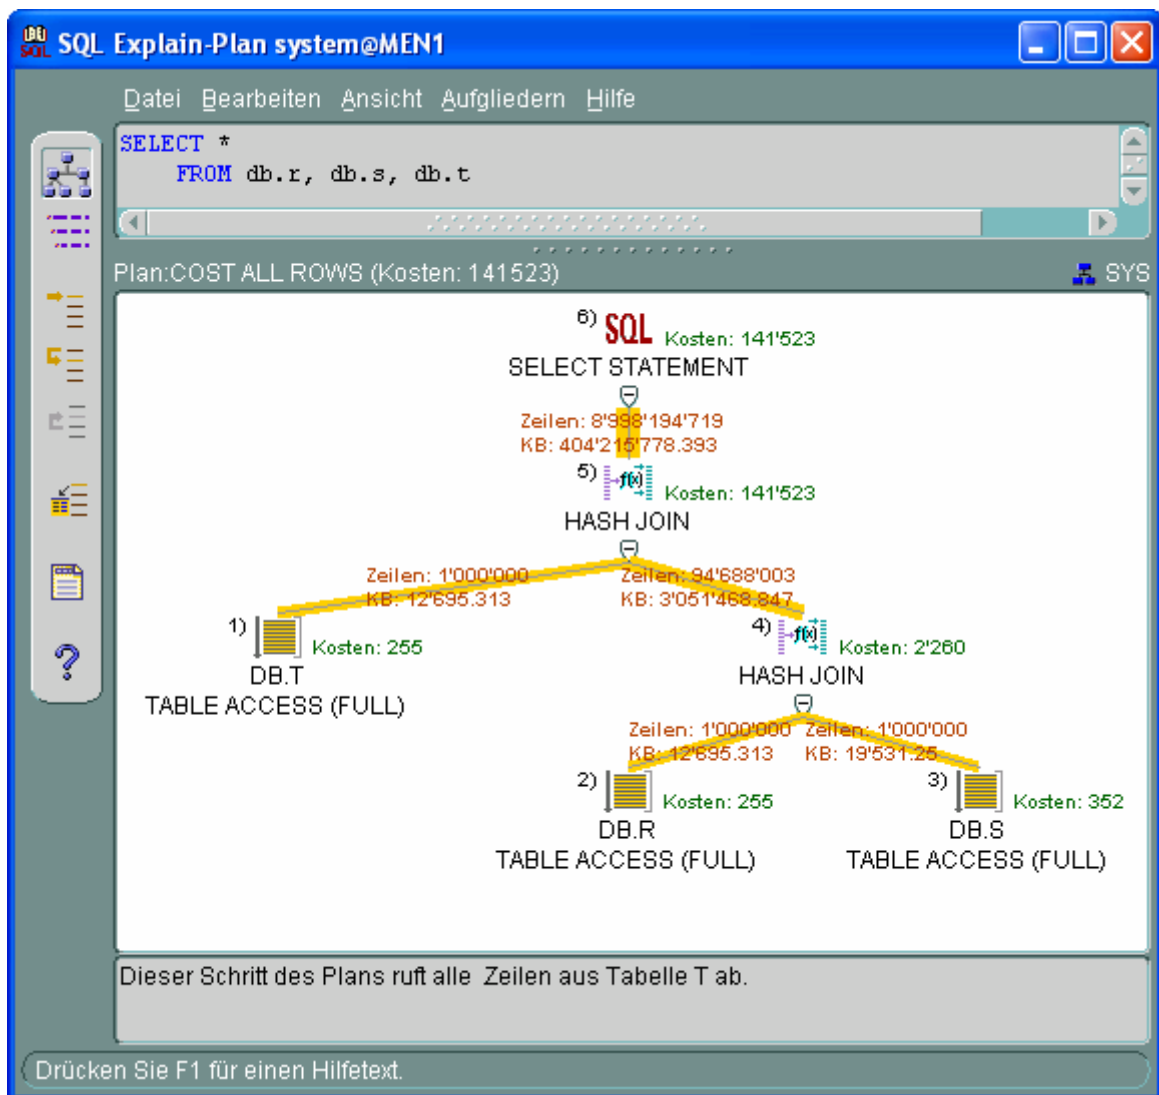 SQL Explain-Plan system@MEN1
Datei Bearbeiten Ansicht Aufgliedern Hilfe
SELECT *
FROM db.r, db.s, db.t
Plan:COST ALL ROWS (Kosten: 141523)
SYS
6) SQL Kosten: 141'523
SELECT STATEMENT
Zeilen: 8'998'194'719
KB: 404'215'778.393
5) f(x) Kosten: 141'523
HASH JOIN
Zeilen: 1'000'000 Zeilen: 94'688'003
KB: 12'695.313 KB: 3'051'468.847
1) Kosten: 255
DB.T
TABLE ACCESS (FULL)
4) f(x) Kosten: 2'260
HASH JOIN
Zeilen: 1'000'000 Zeilen: 1'000'000
KB: 12'695.313 KB: 19'531.25
2) Kosten: 255 3) Kosten: 352
DB.R DB.S
TABLE ACCESS (FULL) TABLE ACCESS (FULL)
Dieser Schritt des Plans ruft alle Zeilen aus Tabelle T ab.
Drücken Sie F1 für einen Hilfetext.